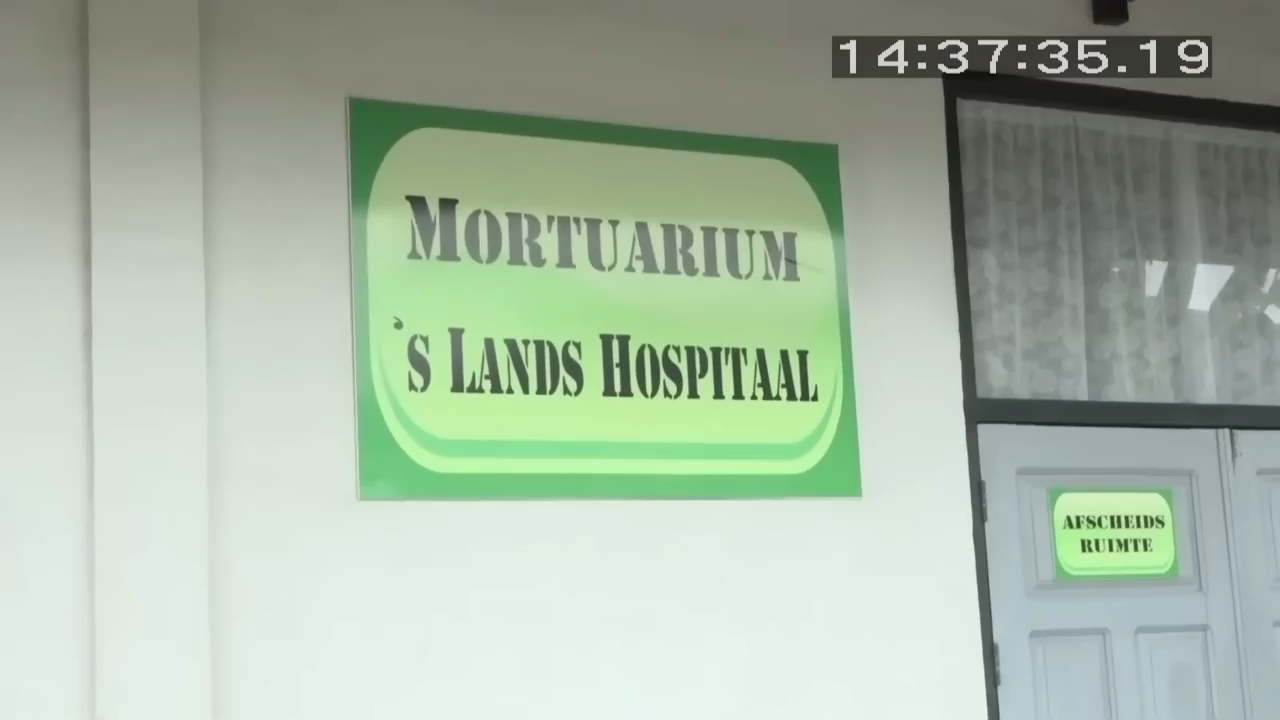 14:37:35.19
MORTUARIUM
's LANDS HOSPITAAL
AFSCHEIDS
RUIMTE